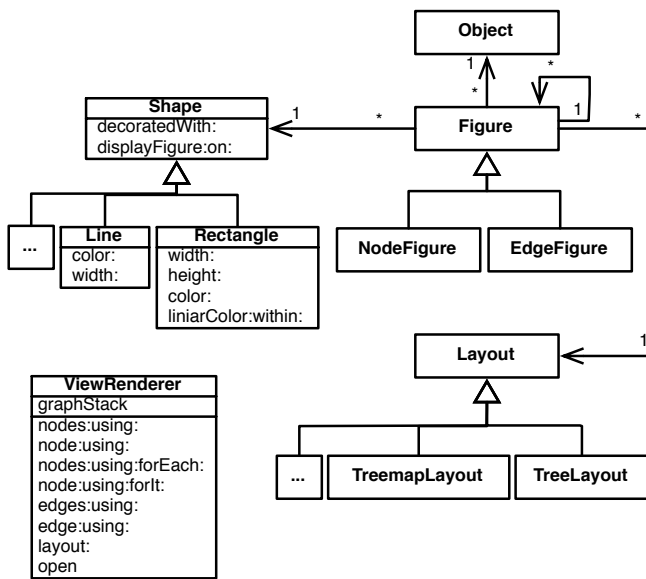 Object
1
*
*
*
1
Shape
decoratedWith:
displayFigure:on:
1
*
Figure
*
...
Line
color:
width:
Rectangle
width:
height:
color:
liniarColor:within:
NodeFigure
EdgeFigure
Layout
1
ViewRenderer
graphStack
nodes:using:
node:using:
nodes:using:forEach:
node:using:forIt:
edges:using:
edge:using:
layout:
open
...
TreemapLayout
TreeLayout